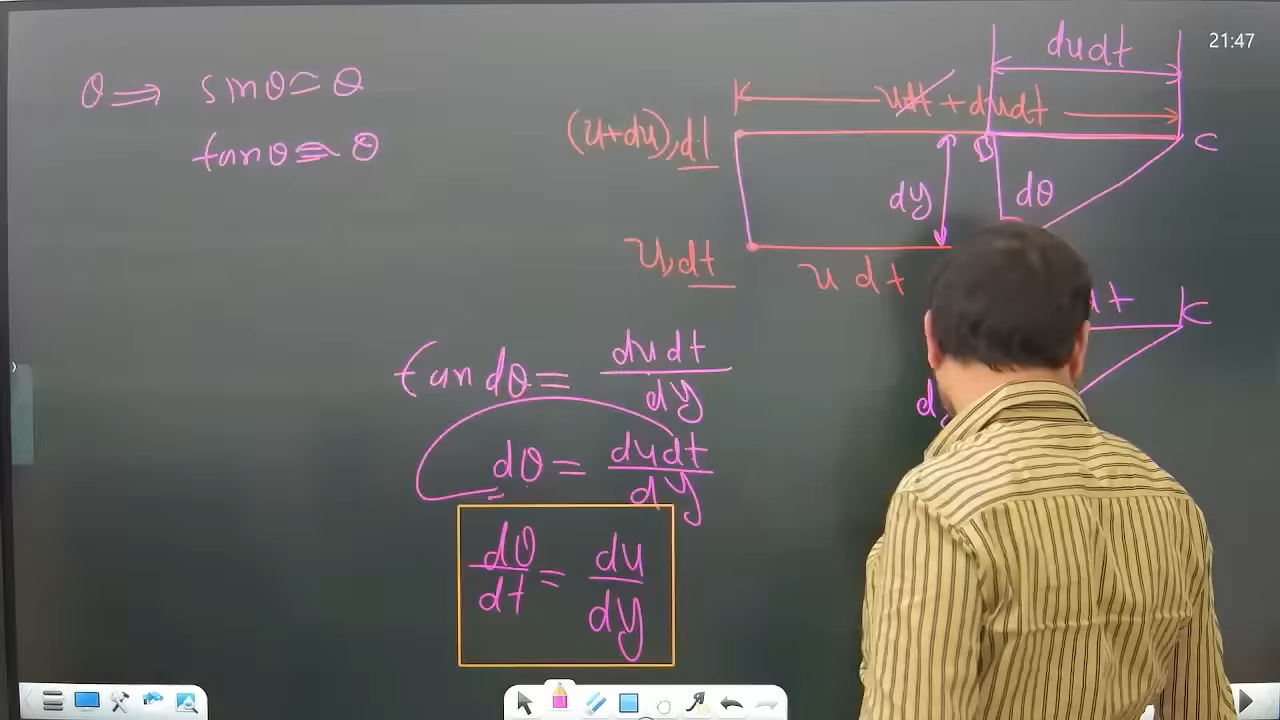 21:47
θ ⇒ sinθ = θ
tanθ = θ
dudt
udt + dudt
(u+du), dt
B
C
dy
dθ
u, dt
u dt
C
tan dθ = dudt / dy
dθ = dudt / dy
dθ / dt = du / dy